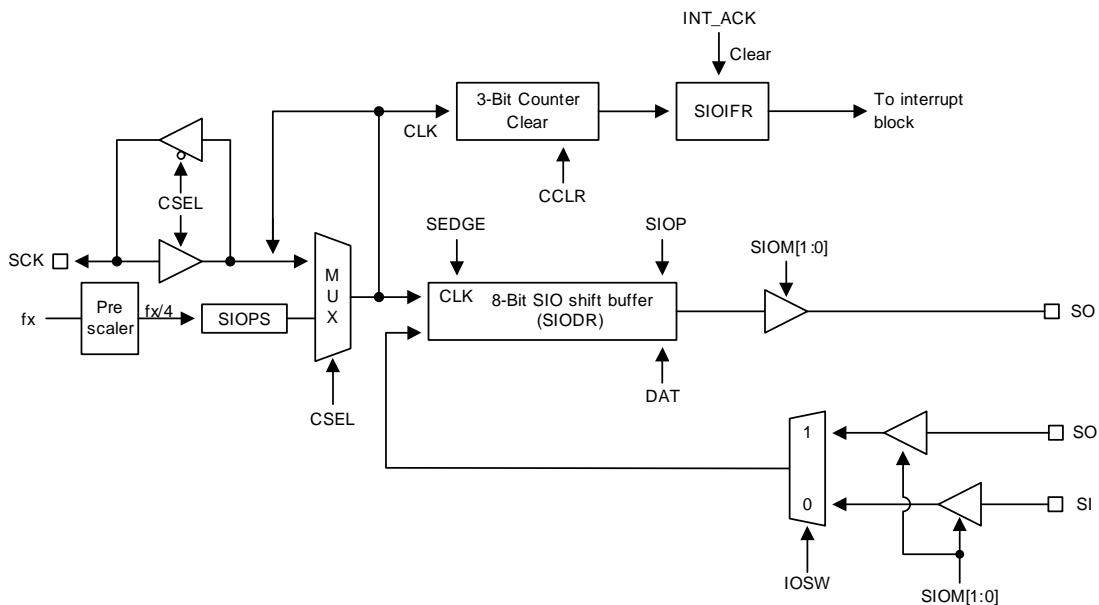 INT_ACK
Clear
3-Bit Counter
Clear
SIOIFR
To interrupt
block
CLK
CCLR
CSEL
SEDGE
SIOP
SIOM[1:0]
SCK
M
U
X
CLK
8-Bit SIO shift buffer
(SIODR)
SO
fx
Pre
scaler
fx/4
SIOPS
CSEL
DAT
1
SO
0
SI
IOSW
SIOM[1:0]